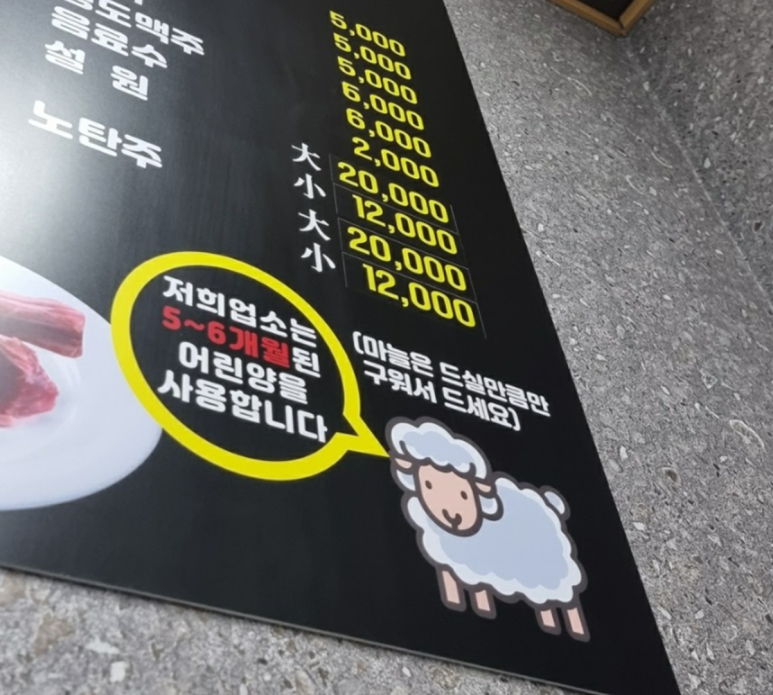 도맥주
음료수
설 원
노탄주
5,000
5,000
5,000
6,000
6,000
2,000
大 20,000
小 12,000
大 20,000
小 12,000
저희업소는
5~6개월된
어린양을
사용합니다
(마늘은 드실만큼만
구워서 드세요)